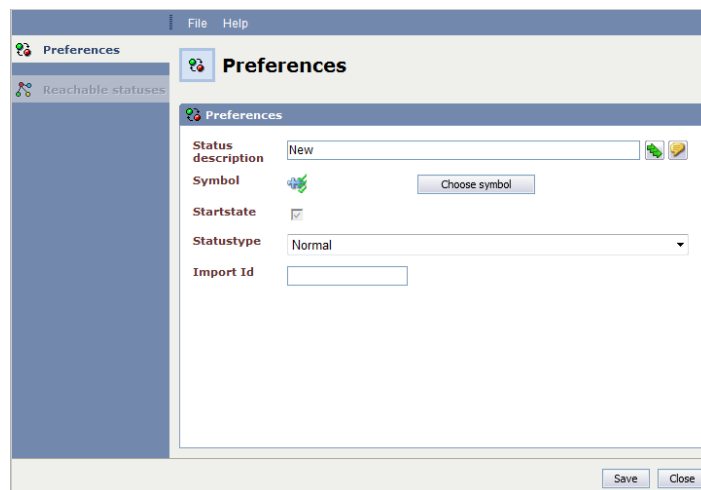 File Help
Preferences
Reachable statuses
Preferences
Preferences
Status description
New
Symbol
Choose symbol
Startstate
Statustype
Normal
Import Id
Save Close